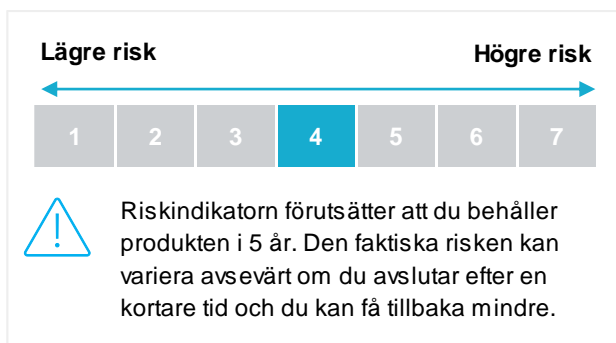 Lägre risk Högre risk
1 2 3 4 5 6 7
Riskindikatorn förutsätter att du behåller
produkten i 5 år. Den faktiska risken kan
variera avsevärt om du avslutar efter en
kortare tid och du kan få tillbaka mindre.